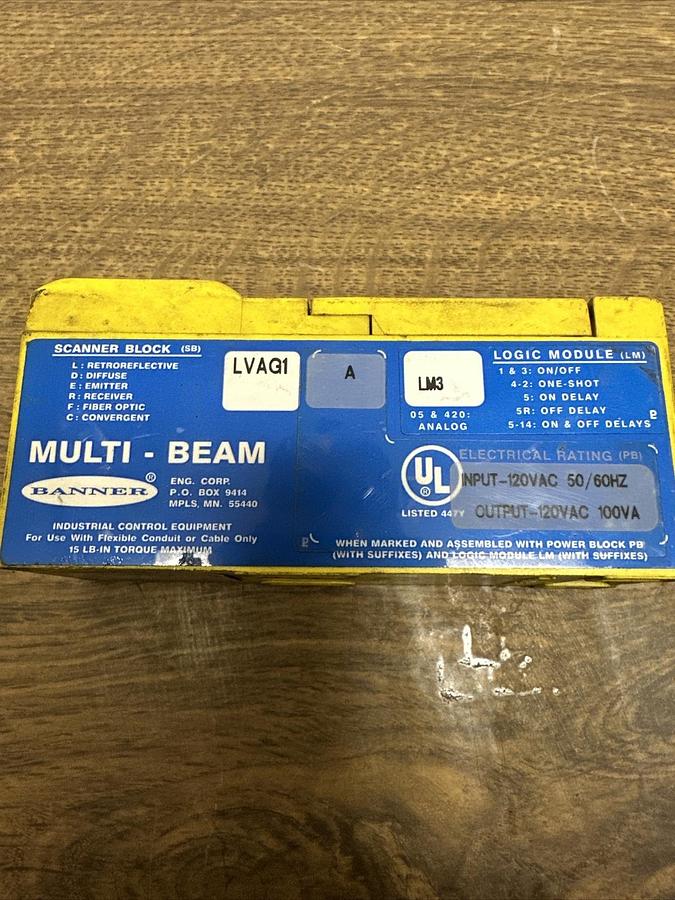 SCANNER BLOCK (SB)
L : RETROREFLECTIVE
D : DIFFUSE
E : EMITTER
R : RECEIVER
F : FIBER OPTIC
C : CONVERGENT
LVAG1
A
LM3
05 & 420:
ANALOG
LOGIC MODULE (LM)
1 & 3: ON/OFF
4-2: ONE-SHOT
5: ON DELAY
5R: OFF DELAY
5-14: ON & OFF DELAYS
MULTI - BEAM
BANNER ®
ENG. CORP.
P.O. BOX 9414
MPLS, MN. 55440
INDUSTRIAL CONTROL EQUIPMENT
For Use With Flexible Conduit or Cable Only
15 LB-IN TORQUE MAXIMUM
UL ®
LISTED 447Y
ELECTRICAL RATING (PB)
INPUT-120VAC 50/60HZ
OUTPUT-120VAC 100VA
WHEN MARKED AND ASSEMBLED WITH POWER BLOCK PB
(WITH SUFFIXES) AND LOGIC MODULE LM (WITH SUFFIXES)